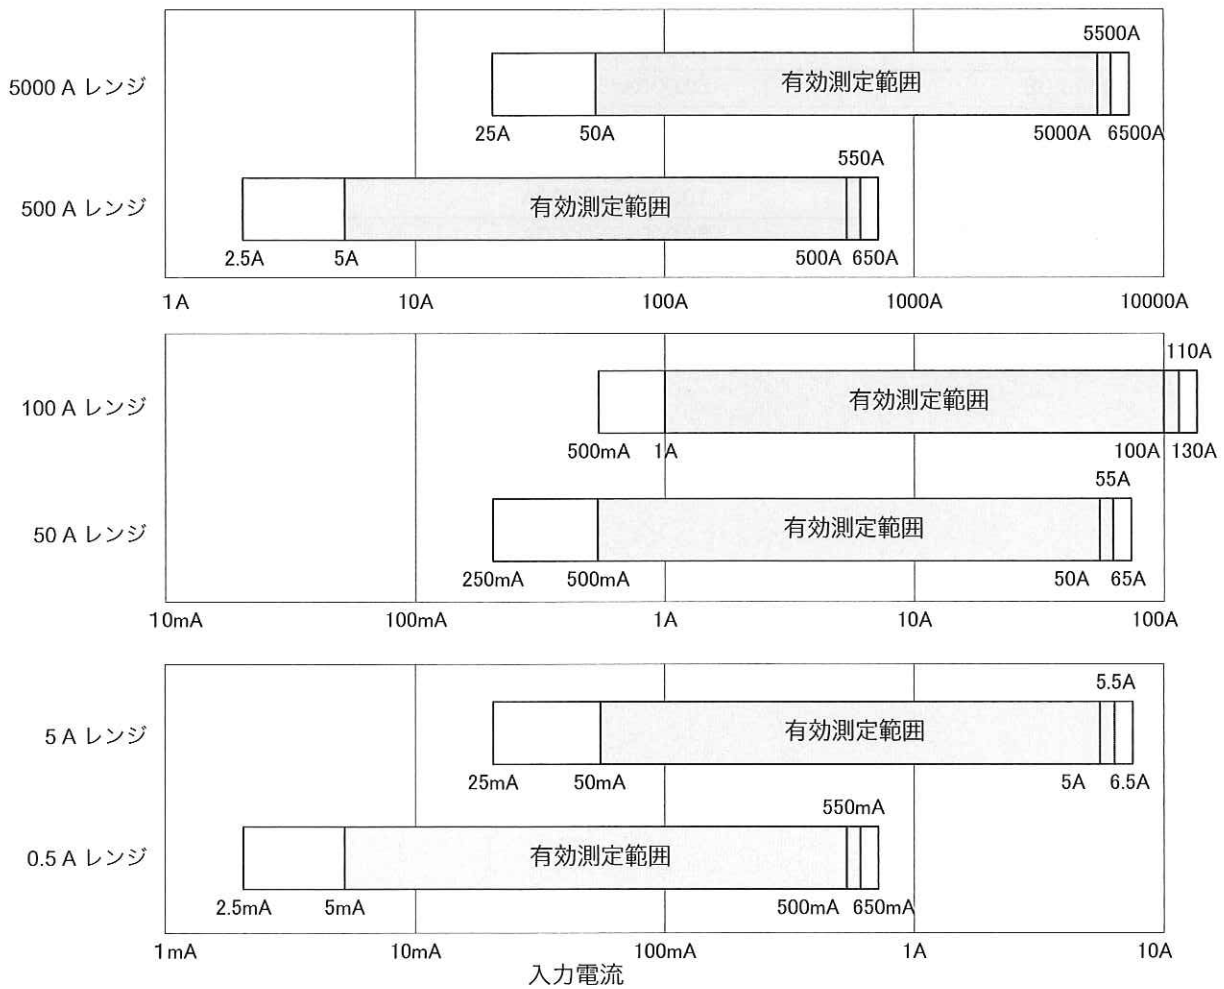 5500A
5000 A レンジ
有効測定範囲
25A 50A 5000A 6500A
550A
500 A レンジ
有効測定範囲
2.5A 5A 500A 650A
1A 10A 100A 1000A 10000A
110A
100 A レンジ
有効測定範囲
500mA 1A 100A 130A
55A
50 A レンジ
有効測定範囲
250mA 500mA 50A 65A
10mA 100mA 1A 10A 100A
5.5A
5 A レンジ
有効測定範囲
25mA 50mA 5A 6.5A
550mA
0.5 A レンジ
有効測定範囲
2.5mA 5mA 500mA 650mA
1mA 10mA 100mA 1A 10A
入力電流